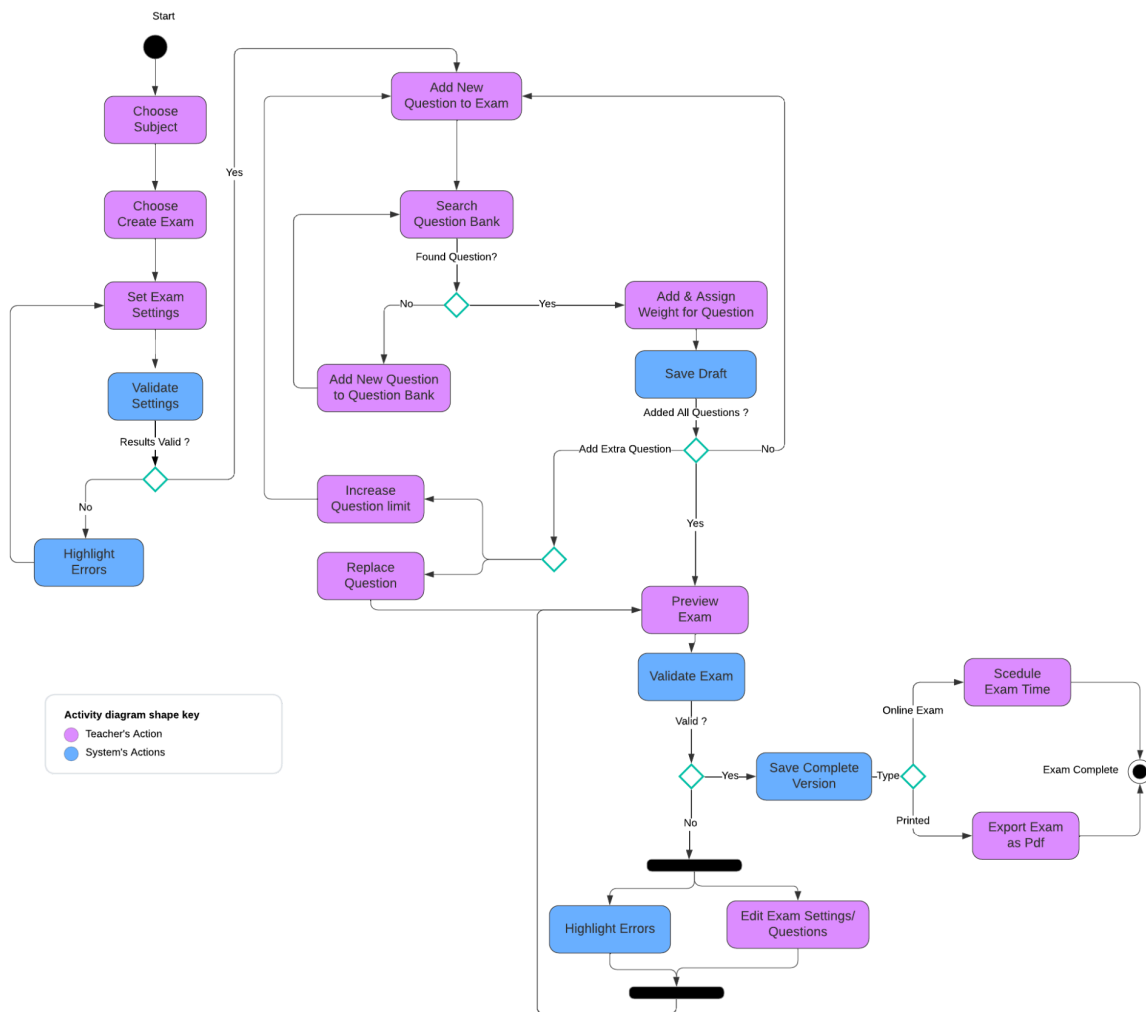 Start
Choose
Subject
Choose
Create Exam
Set Exam
Settings
Validate
Settings
Results Valid ?
No
Highlight
Errors
Yes
Add New
Question to Exam
Search
Question Bank
Found Question?
No
Yes
Add New Question
to Question Bank
Add & Assign
Weight for Question
Save Draft
Added All Questions ?
Add Extra Question
No
Increase
Question limit
Replace
Question
Yes
Preview
Exam
Validate Exam
Valid ?
Yes
No
Save Complete
Version
Type
Online Exam
Scedule
Exam Time
Printed
Export Exam
as Pdf
Exam Complete
Highlight Errors
Edit Exam Settings/
Questions
Activity diagram shape key
Teacher's Action
System's Actions